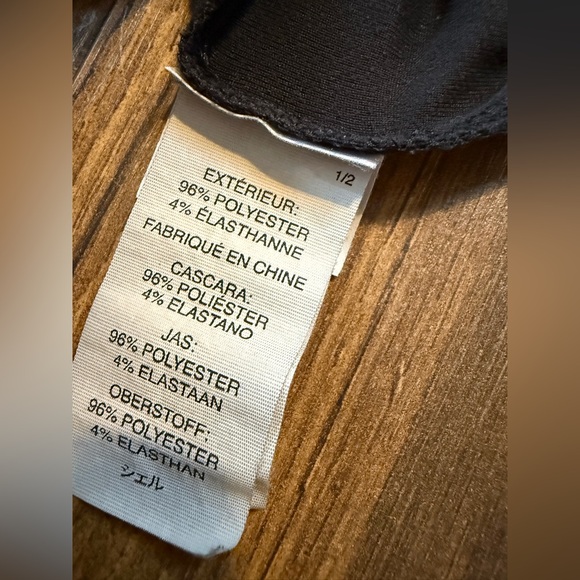 1/2
EXTÉRIEUR:
96% POLYESTER
4% ÉLASTHANNE
FABRIQUÉ EN CHINE
CASCARA:
96% POLIÉSTER
4% ELASTANO
JAS:
96% POLYESTER
4% ELASTAAN
OBERSTOFF:
96% POLYESTER
4% ELASTHAN
シェル